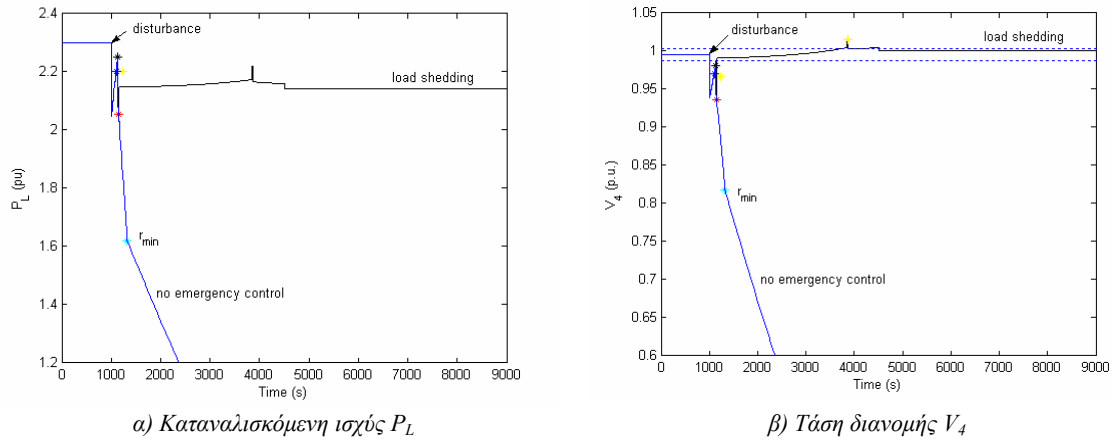 2.4
2.2
2
1.8
1.6
1.4
1.2
P_L (pu)
disturbance
load shedding
r_min
no emergency control
0 1000 2000 3000 4000 5000 6000 7000 8000 9000
Time (s)
α) Καταναλισκόμενη ισχύς P_L
1.05
1
0.95
0.9
0.85
0.8
0.75
0.7
0.65
0.6
V_4 (p.u.)
disturbance
load shedding
r_min
no emergency control
0 1000 2000 3000 4000 5000 6000 7000 8000 9000
Time (s)
β) Τάση διανομής V_4